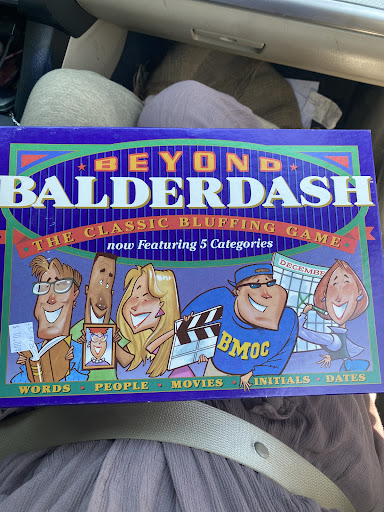 BEYOND
BALDERDASH
THE CLASSIC BLUFFING GAME
now Featuring 5 Categories
DECEMBER
BMOC
WORDS • PEOPLE • MOVIES • INITIALS • DATES